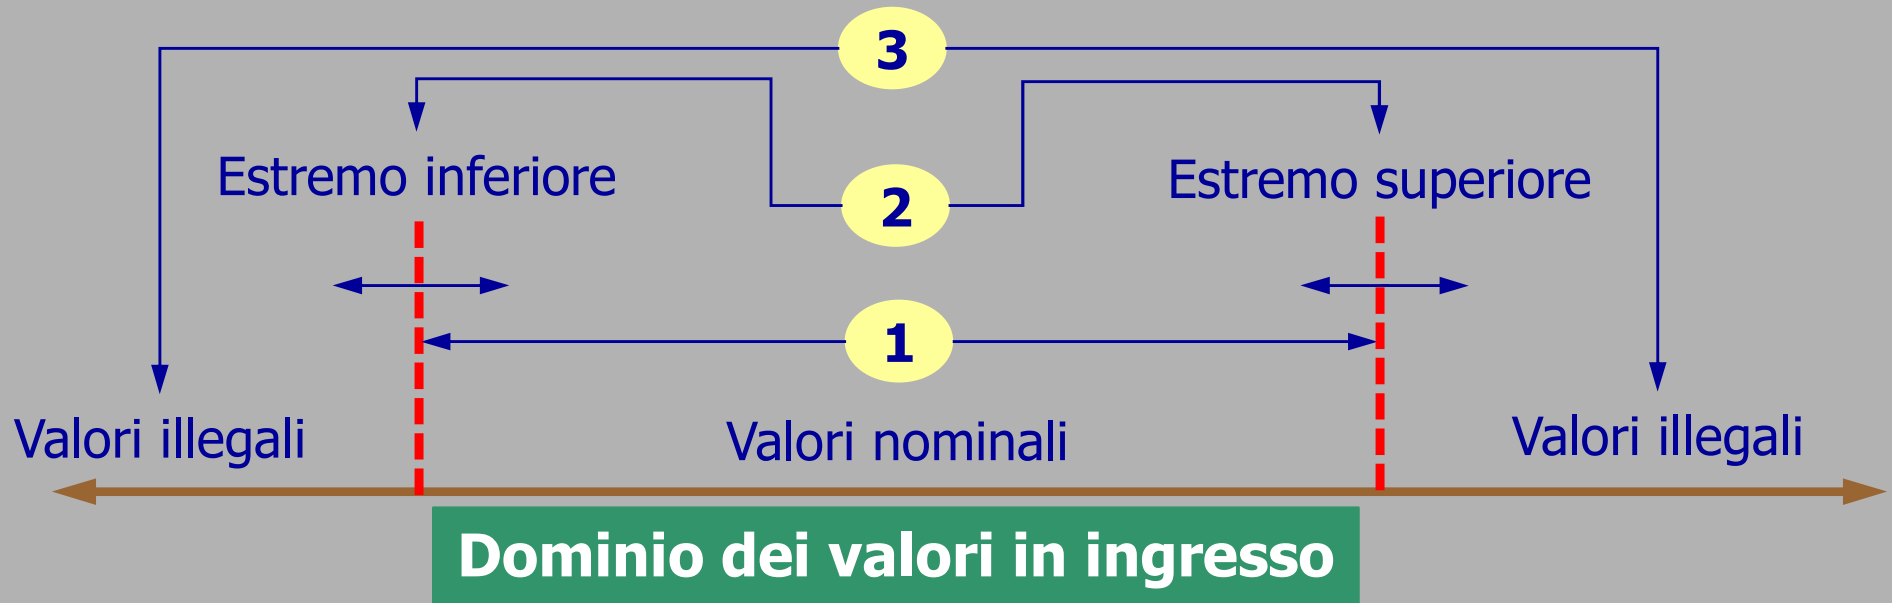 3
Estremo inferiore
Estremo superiore
2
1
Valori illegali
Valori nominali
Valori illegali
Dominio dei valori in ingresso